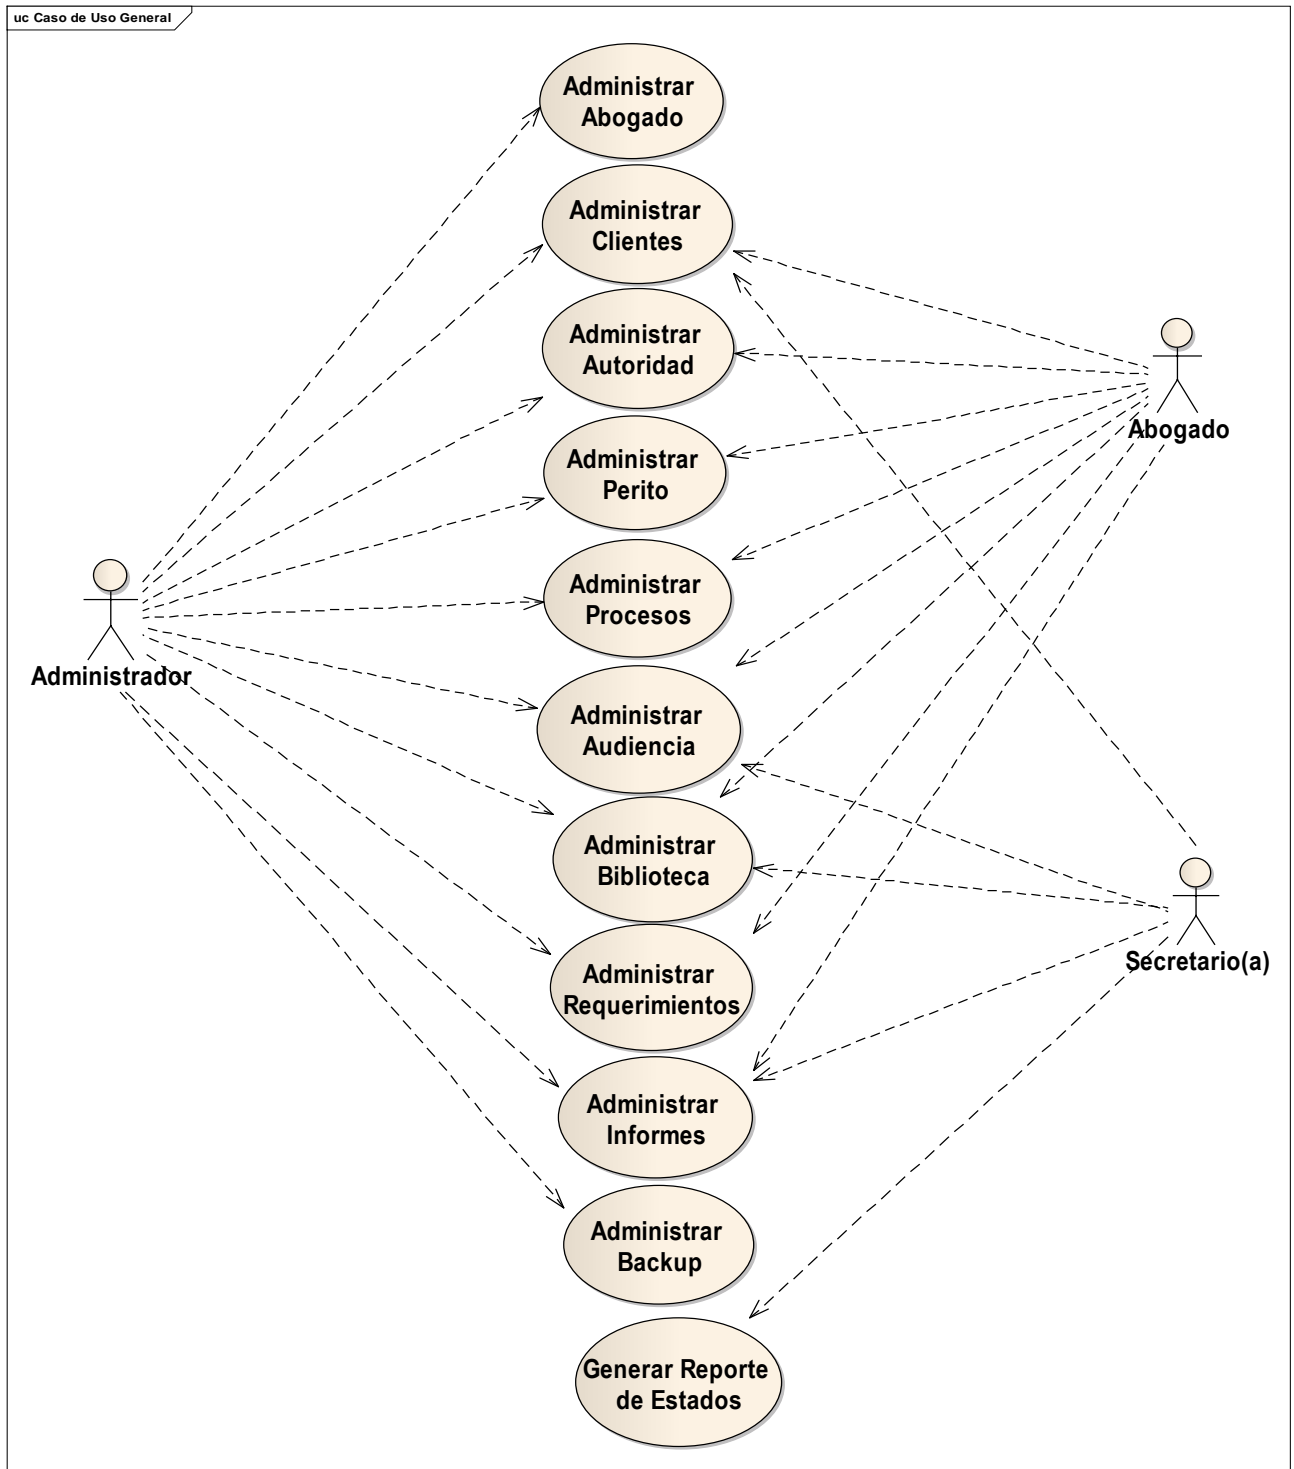 uc Caso de Uso General
Administrar
Abogado
Administrar
Clientes
Administrar
Autoridad
Abogado
Administrar
Perito
Administrar
Procesos
Administrador
Administrar
Audiencia
Administrar
Biblioteca
Secretario(a)
Administrar
Requerimientos
Administrar
Informes
Administrar
Backup
Generar Reporte
de Estados